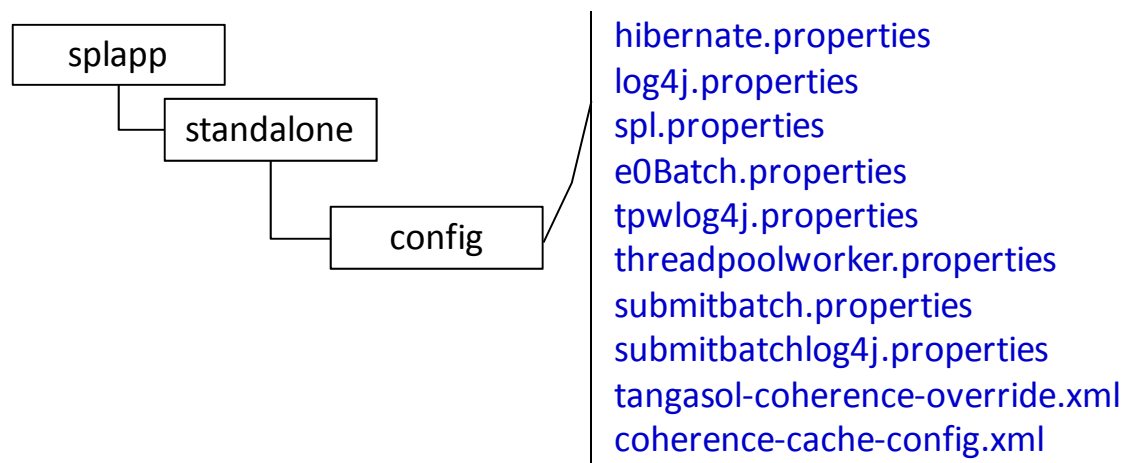 splapp
standalone
config
hibernate.properties
log4j.properties
spl.properties
e0Batch.properties
tpwlog4j.properties
threadpoolworker.properties
submitbatch.properties
submitbatchlog4j.properties
tangasol-coherence-override.xml
coherence-cache-config.xml